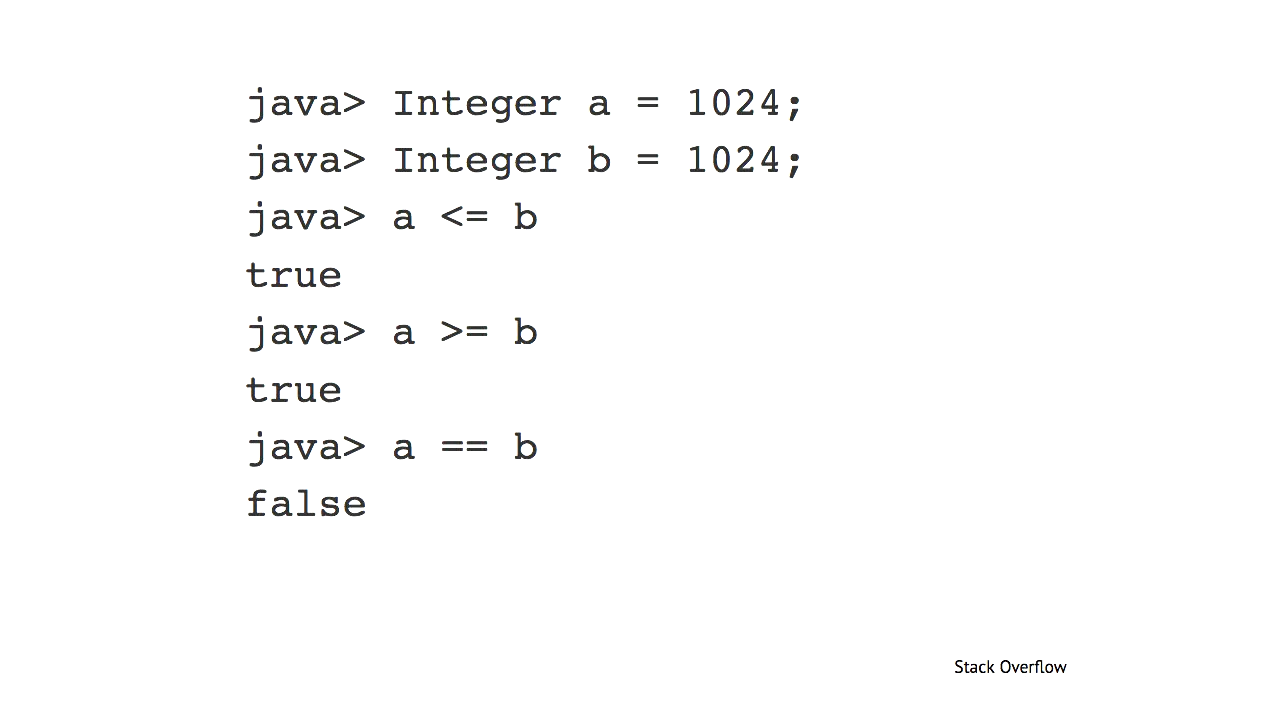 java> Integer a = 1024;
java> Integer b = 1024;
java> a <= b
true
java> a >= b
true
java> a == b
false
Stack Overflow